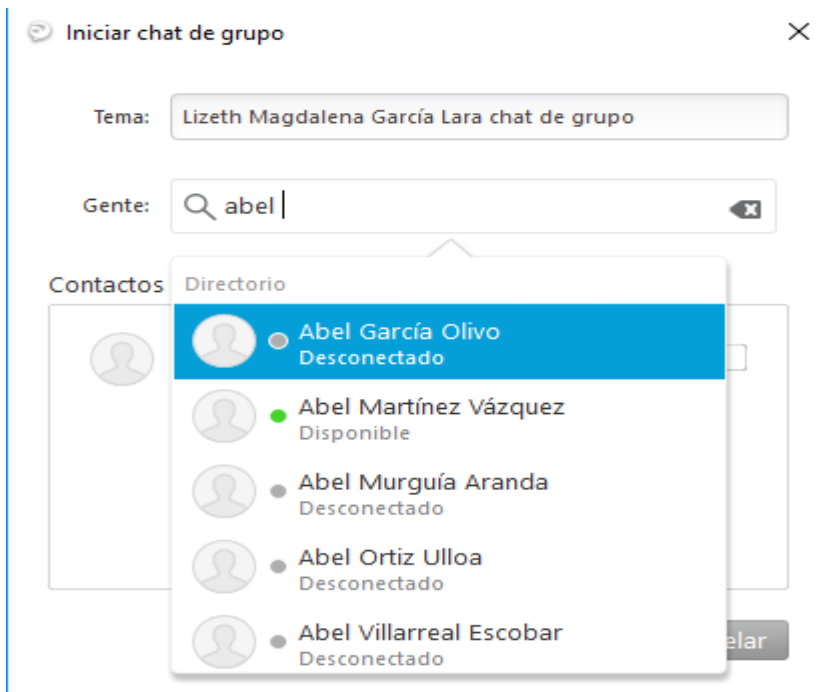 Iniciar chat de grupo
Tema: Lizeth Magdalena García Lara chat de grupo
Gente: abel
Contactos
Directorio
Abel García Olivo
Desconectado
Abel Martínez Vázquez
Disponible
Abel Murguía Aranda
Desconectado
Abel Ortiz Ulloa
Desconectado
Abel Villarreal Escobar
Desconectado